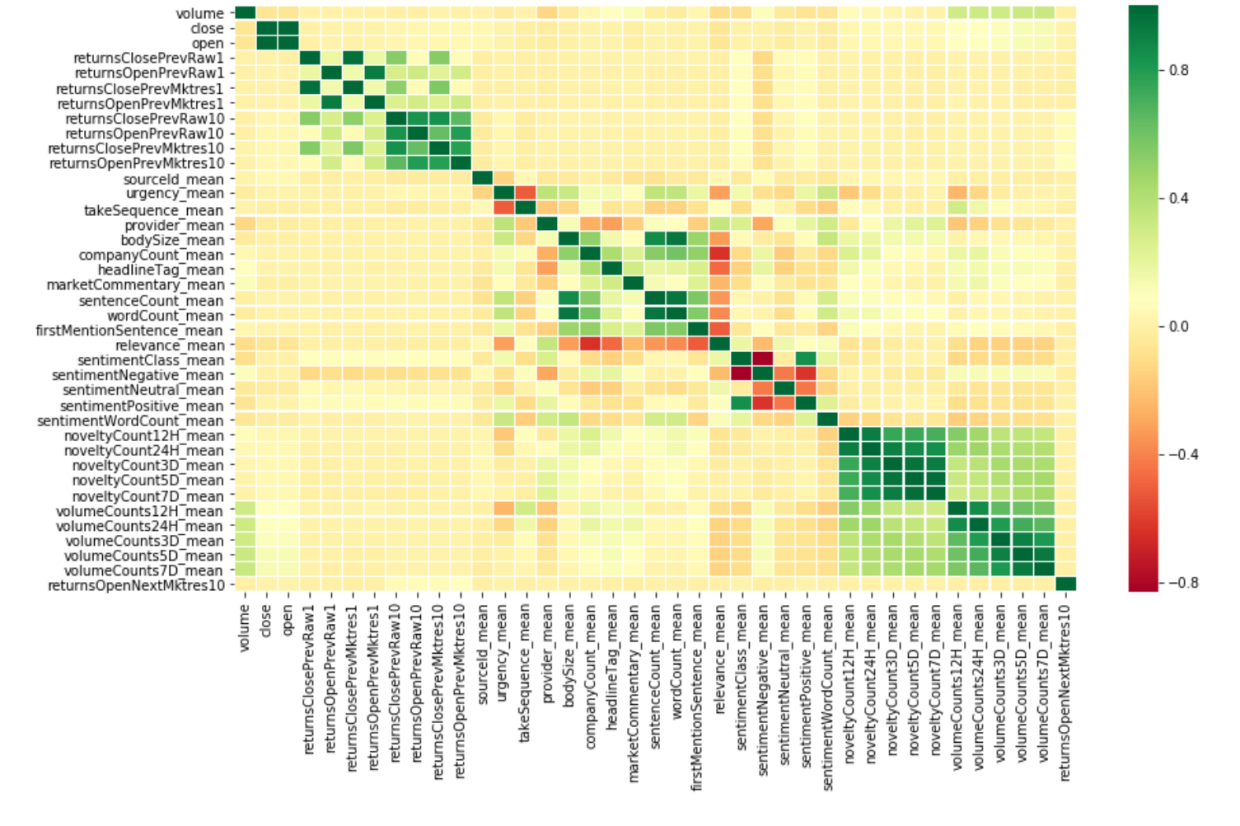 volume
close
open
returnsClosePrevRaw1
returnsOpenPrevRaw1
returnsClosePrevMktres1
returnsOpenPrevMktres1
returnsClosePrevRaw10
returnsOpenPrevRaw10
returnsClosePrevMktres10
returnsOpenPrevMktres10
sourceId_mean
urgency_mean
takeSequence_mean
provider_mean
bodySize_mean
companyCount_mean
headlineTag_mean
marketCommentary_mean
sentenceCount_mean
wordCount_mean
firstMentionSentence_mean
relevance_mean
sentimentClass_mean
sentimentNegative_mean
sentimentNeutral_mean
sentimentPositive_mean
sentimentWordCount_mean
noveltyCount12H_mean
noveltyCount24H_mean
noveltyCount3D_mean
noveltyCount5D_mean
noveltyCount7D_mean
volumeCounts12H_mean
volumeCounts24H_mean
volumeCounts3D_mean
volumeCounts5D_mean
volumeCounts7D_mean
returnsOpenNextMktres10
volume
close
open
returnsClosePrevRaw1
returnsOpenPrevRaw1
returnsClosePrevMktres1
returnsOpenPrevMktres1
returnsClosePrevRaw10
returnsOpenPrevRaw10
returnsClosePrevMktres10
returnsOpenPrevMktres10
sourceId_mean
urgency_mean
takeSequence_mean
provider_mean
bodySize_mean
companyCount_mean
headlineTag_mean
marketCommentary_mean
sentenceCount_mean
wordCount_mean
firstMentionSentence_mean
relevance_mean
sentimentClass_mean
sentimentNegative_mean
sentimentNeutral_mean
sentimentPositive_mean
sentimentWordCount_mean
noveltyCount12H_mean
noveltyCount24H_mean
noveltyCount3D_mean
noveltyCount5D_mean
noveltyCount7D_mean
volumeCounts12H_mean
volumeCounts24H_mean
volumeCounts3D_mean
volumeCounts5D_mean
volumeCounts7D_mean
returnsOpenNextMktres10
0.8
0.4
0.0
−0.4
−0.8